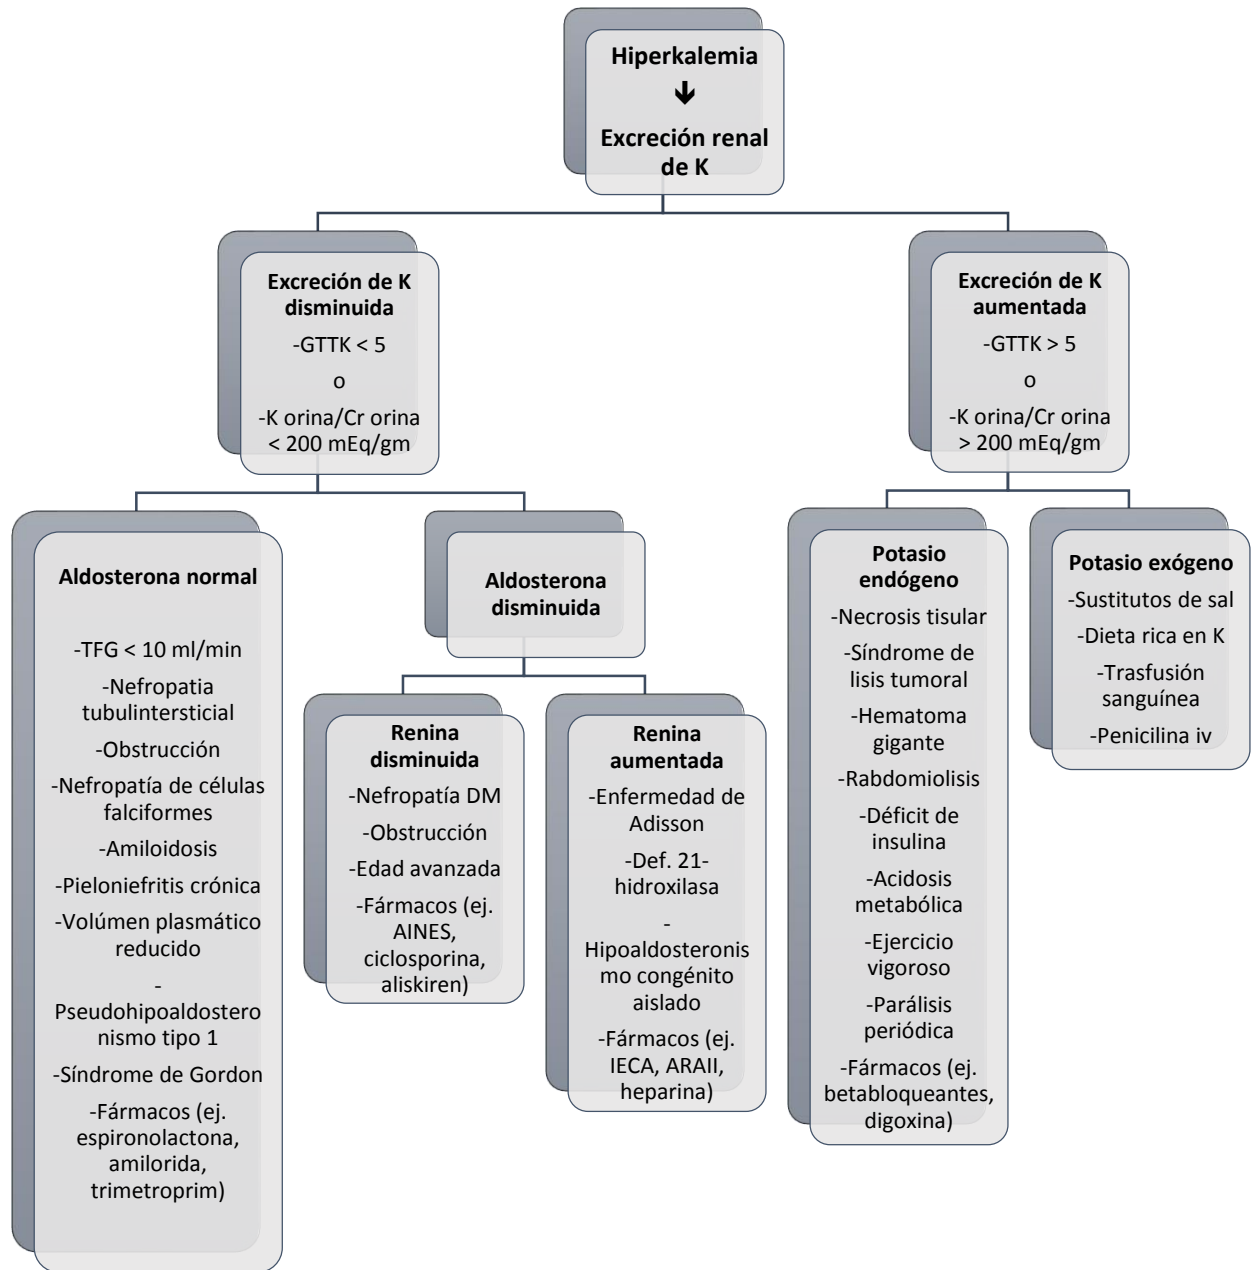 Hiperkalemia
🡻
Excreción renal
de K
Excreción de K
disminuida
-GTTK < 5
o
-K orina/Cr orina
< 200 mEq/gm
Excreción de K
aumentada
-GTTK > 5
o
-K orina/Cr orina
> 200 mEq/gm
Aldosterona normal
-TFG < 10 ml/min
-Nefropatia
tubulintersticial
-Obstrucción
-Nefropatía de células
falciformes
-Amiloidosis
-Pieloniefritis crónica
-Volúmen plasmático
reducido
-
Pseudohipoaldostero
nismo tipo 1
-Síndrome de Gordon
-Fármacos (ej.
espironolactona,
amilorida,
trimetroprim)
Aldosterona
disminuida
Renina
disminuida
-Nefropatía DM
-Obstrucción
-Edad avanzada
-Fármacos (ej.
AINES,
ciclosporina,
aliskiren)
Renina
aumentada
-Enfermedad de
Adisson
-Def. 21-
hidroxilasa
-
Hipoaldosteronis
mo congénito
aislado
-Fármacos (ej.
IECA, ARAII,
heparina)
Potasio
endógeno
-Necrosis tisular
-Síndrome de
lisis tumoral
-Hematoma
gigante
-Rabdomiolisis
-Déficit de
insulina
-Acidosis
metabólica
-Ejercicio
vigoroso
-Parálisis
periódica
-Fármacos (ej.
betabloqueantes,
digoxina)
Potasio exógeno
-Sustitutos de sal
-Dieta rica en K
-Trasfusión
sanguínea
-Penicilina iv